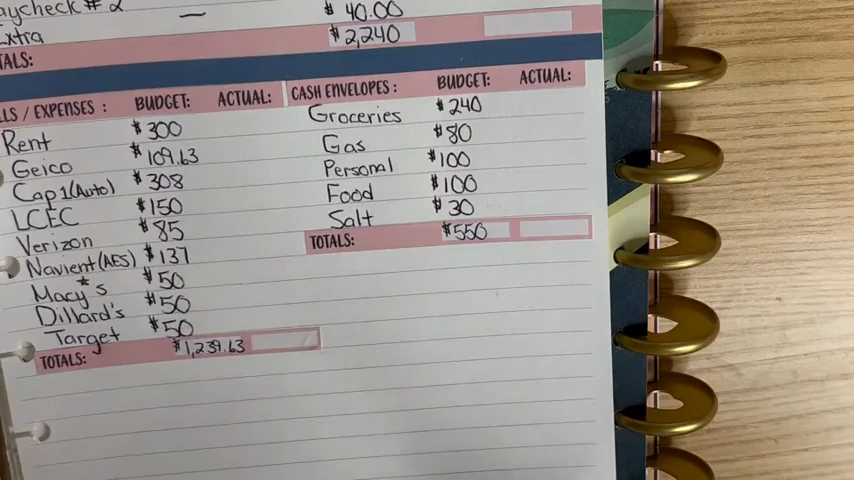 aycheck #2 —
Extra $ 40.00
TALS: $2,240
LLS / EXPENSES : BUDGET: ACTUAL:
Rent $300
Geico $109.63
Cap 1 (Auto) $308
LCEC $150
Verizon $85
Navient (AES) $137
Macy's $50
Dillard's $50
Target $50
TOTALS: $1,239.63
CASH ENVELOPES : BUDGET: ACTUAL:
Groceries $240
Gas $80
Personal $100
Food $100
Salt $30
TOTALS: $550